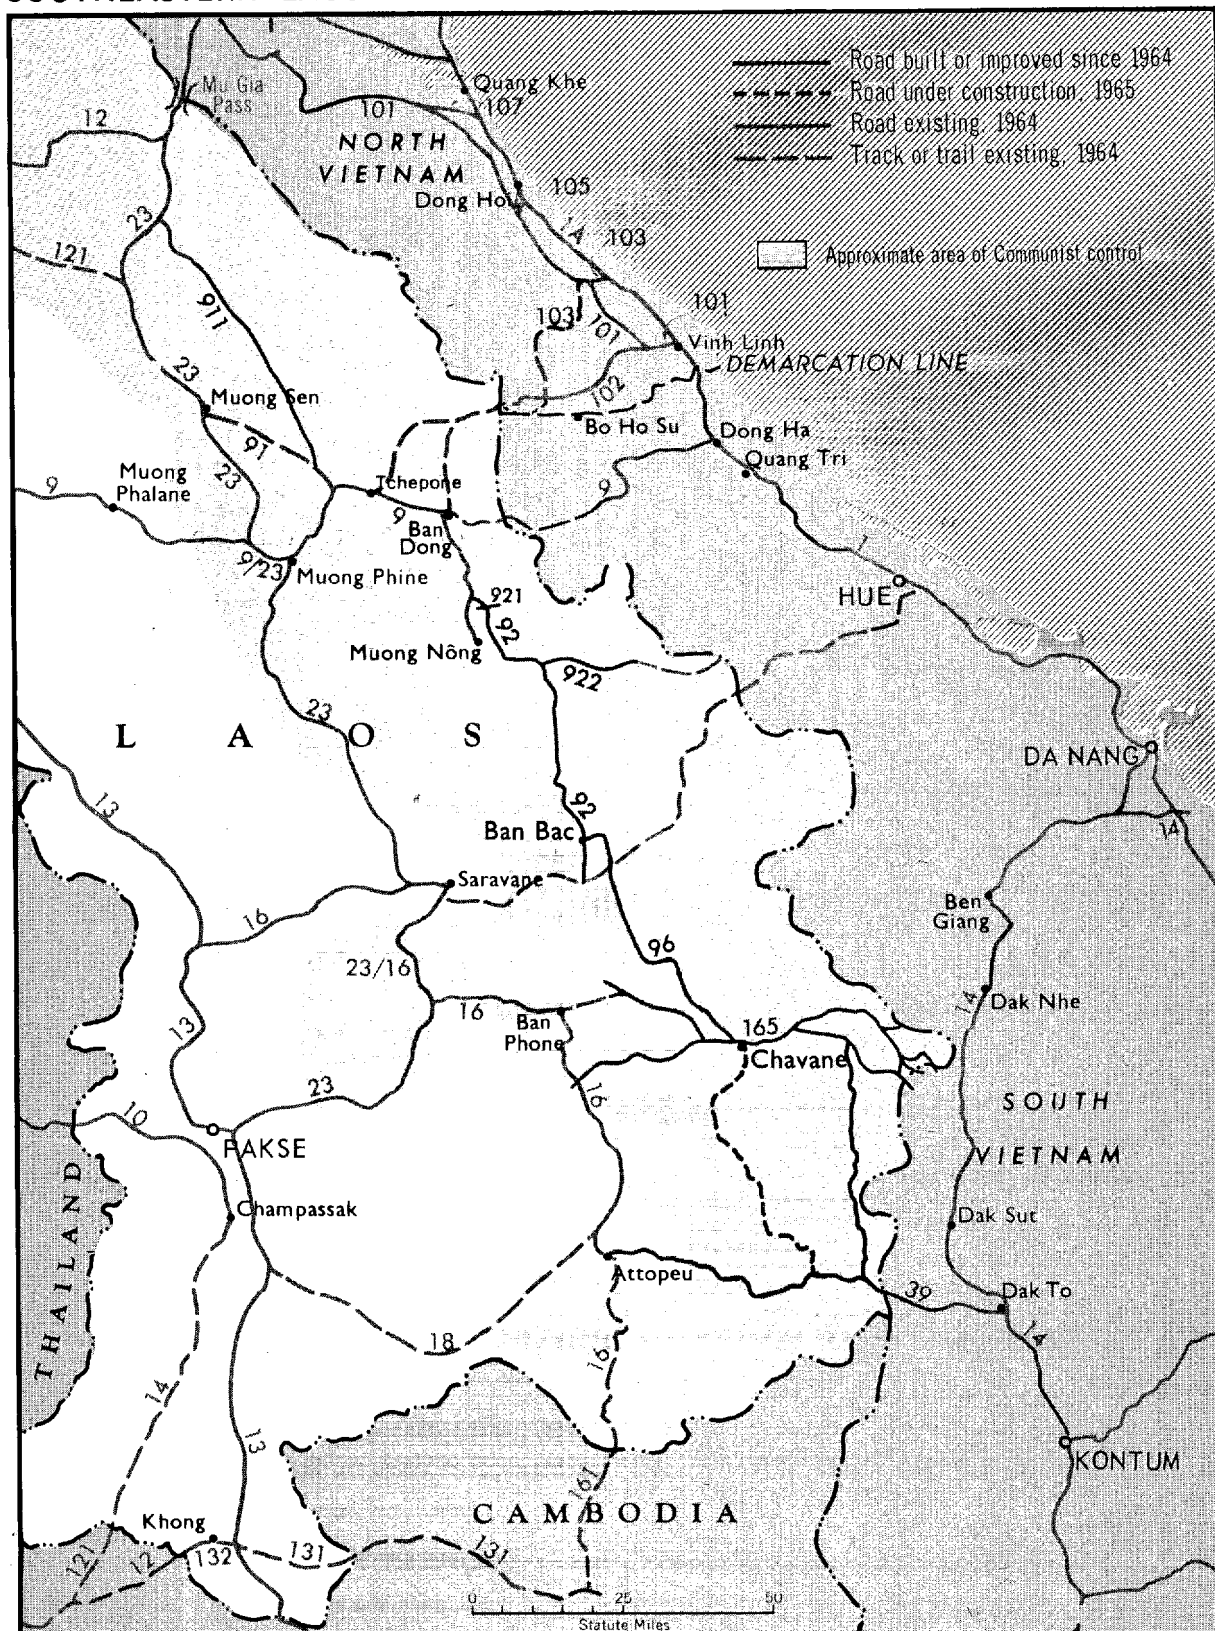 Road built or improved since 1964
Road under construction, 1965
Road existing, 1964
Track or trail existing, 1964
Approximate area of Communist control
Mu Gia
Pass
Quang Khe
107
101
12
NORTH
VIETNAM
105
Dong Hoi
1A
103
23
121
911
103
101
101
Vinh Linh
DEMARCATION LINE
23
Muong Sen
102
Bo Ho Su
Dong Ha
Quang Tri
91
23
Muong
Phalane
9
Tchepone
9
9
Ban
Dong
9/23
Muong Phine
1
HUE
921
92
Muong Nông
922
23
LAOS
DA NANG
13
92
Ban Bac
14
Saravane
16
Ben
Giang
96
23/16
14
Dak Nhe
16
Ban
Phone
13
165
Chavane
23
16
10
SOUTH
VIETNAM
PAKSE
THAILAND
Champassak
Dak Sut
Attopeu
39
Dak To
18
14
16
14
13
KONTUM
161
CAMBODIA
Khong
132
131
131
121
12
0 25 50
Statute Miles